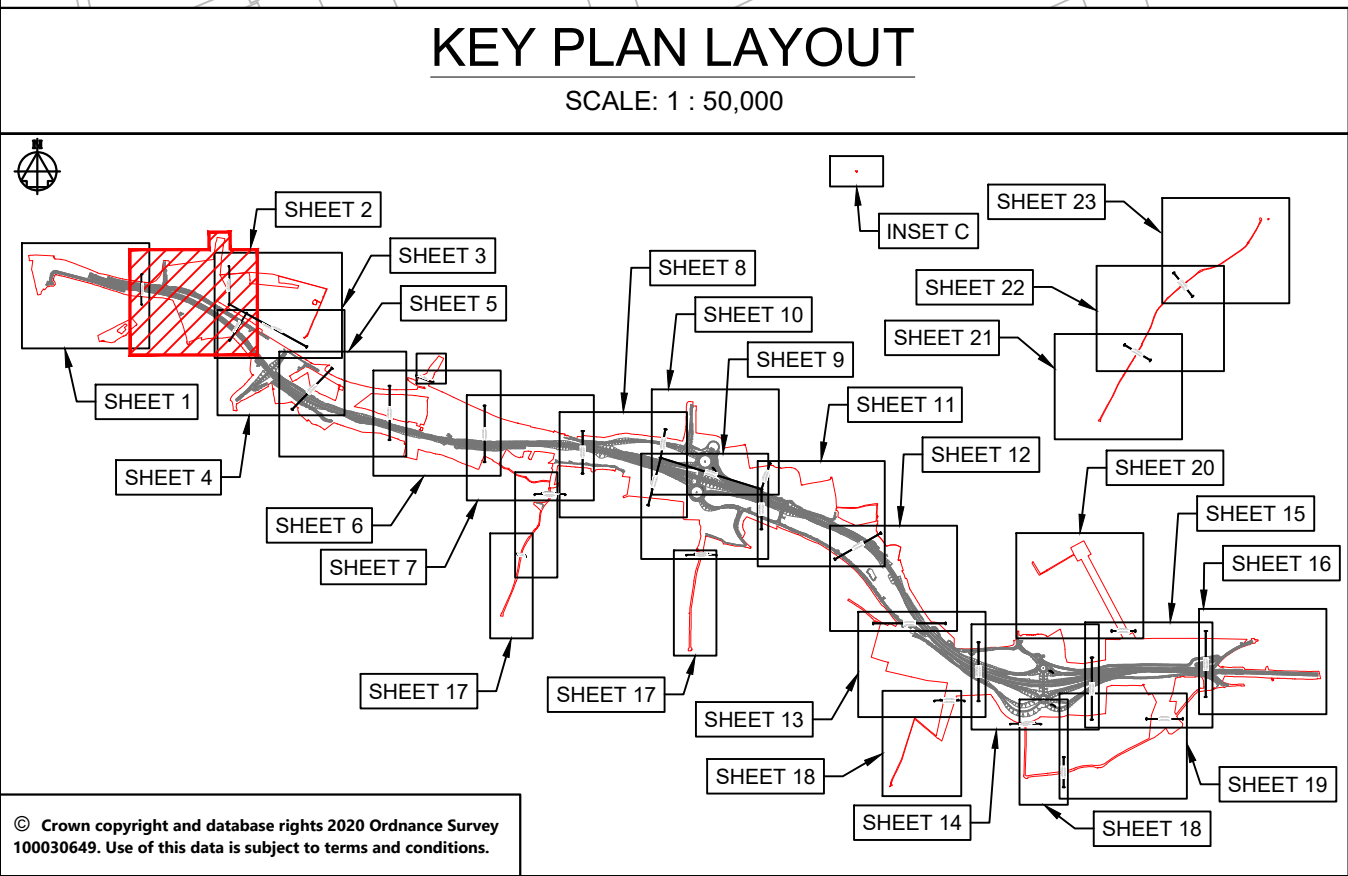 KEY PLAN LAYOUT
SCALE: 1 : 50,000
SHEET 2
SHEET 3
SHEET 5
SHEET 8
SHEET 10
SHEET 9
SHEET 11
SHEET 12
INSET C
SHEET 23
SHEET 22
SHEET 21
SHEET 1
SHEET 4
SHEET 6
SHEET 7
SHEET 20
SHEET 15
SHEET 16
SHEET 17
SHEET 17
SHEET 13
SHEET 18
SHEET 14
SHEET 18
SHEET 19
© Crown copyright and database rights 2020 Ordnance Survey
100030649. Use of this data is subject to terms and conditions.